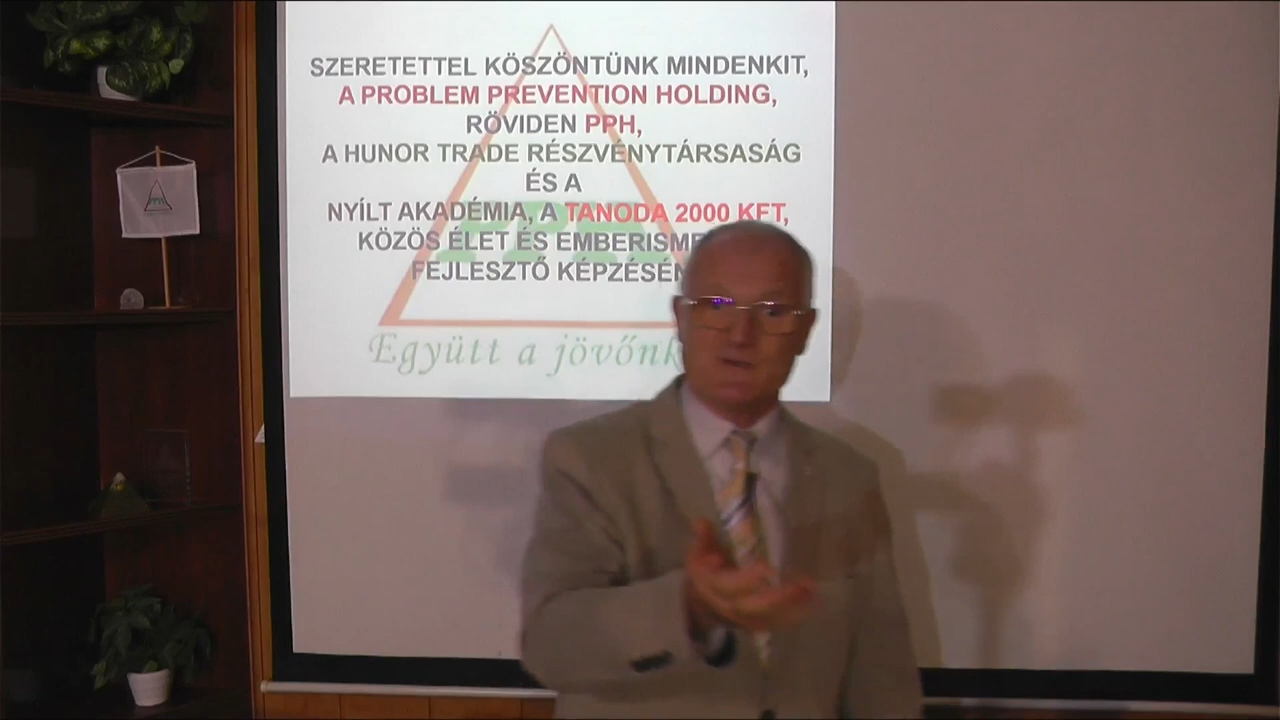 SZERETETTEL KÖSZÖNTÜNK MINDENKIT,
A PROBLEM PREVENTION HOLDING,
RÖVIDEN PPH,
A HUNOR TRADE RÉSZVÉNYTÁRSASÁG
ÉS A
NYÍLT AKADÉMIA, A TANODA 2000 KFT,
KÖZÖS ÉLET ÉS
FEJLESZTŐ
Együtt a